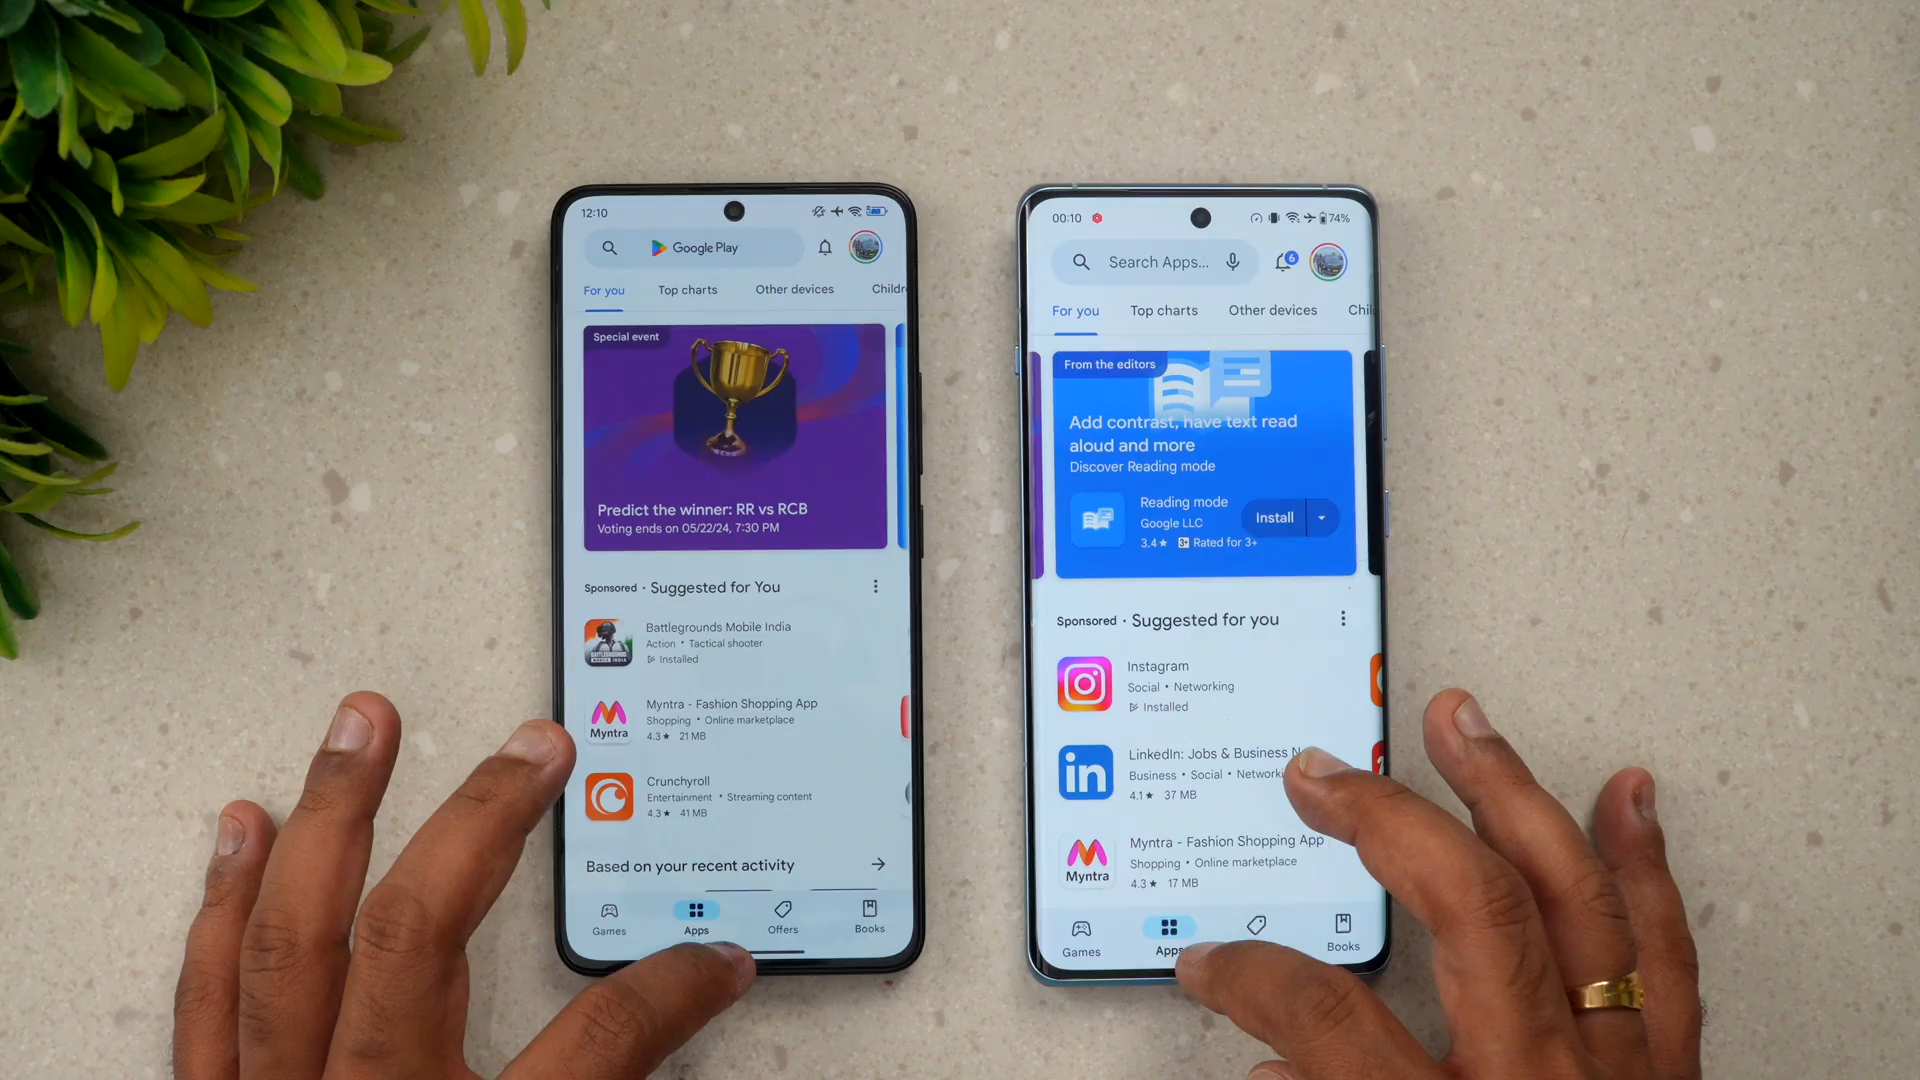 12:10
Google Play
For you
Top charts
Other devices
Childr
Special event
Predict the winner: RR vs RCB
Voting ends on 05/22/24, 7:30 PM
Sponsored · Suggested for You
Battlegrounds Mobile India
Action • Tactical shooter
Installed
Myntra - Fashion Shopping App
Shopping • Online marketplace
4.3★ 21 MB
Myntra
Crunchyroll
Entertainment • Streaming content
4.3★ 41 MB
Based on your recent activity
Games
Apps
Offers
Books
00:10
74%
Search Apps...
6
For you
Top charts
Other devices
Chil
From the editors
Add contrast, have text read
aloud and more
Discover Reading mode
Reading mode
Google LLC
3.4★ 3+ Rated for 3+
Install
Sponsored · Suggested for you
Instagram
Social • Networking
Installed
LinkedIn: Jobs & Business N
Business • Social • Networki
4.1★ 37 MB
in
Myntra - Fashion Shopping App
Shopping • Online marketplace
4.3★ 17 MB
Myntra
Games
Apps
Books